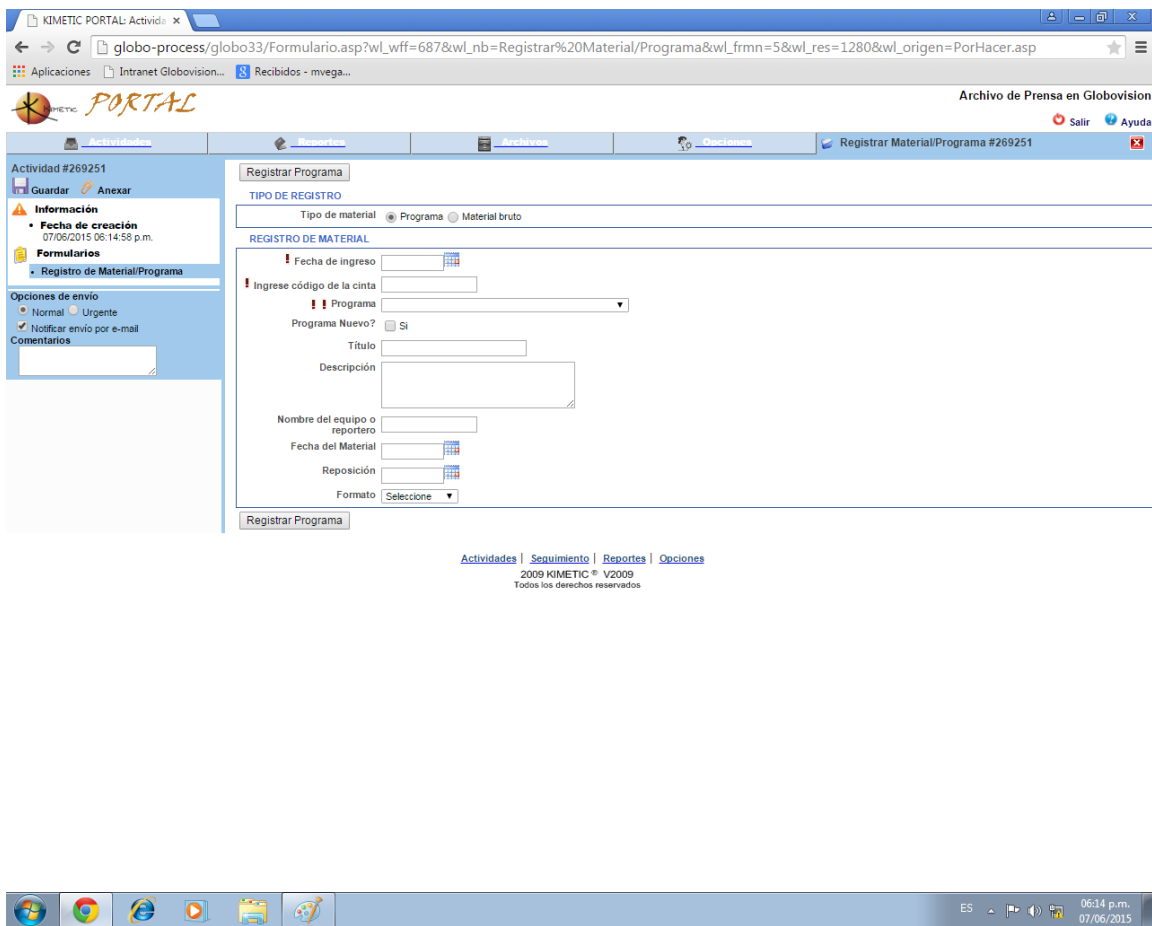 KIMETIC PORTAL: Activida
globo-process/globo33/Formulario.asp?wl_wff=687&wl_nb=Registrar%20Material/Programa&wl_frmn=5&wl_res=1280&wl_origen=PorHacer.asp
Aplicaciones Intranet Globovision... Recibidos - mvega...
KIMETIC PORTAL
Archivo de Prensa en Globovision
Salir Ayuda
Actividades Reportes Archivos Opciones Registrar Material/Programa #269251
Actividad #269251
Guardar Anexar
Información
• Fecha de creación
07/06/2015 06:14:58 p.m.
Formularios
• Registro de Material/Programa
Opciones de envío
Normal Urgente
Notificar envío por e-mail
Comentarios
Registrar Programa
TIPO DE REGISTRO
Tipo de material Programa Material bruto
REGISTRO DE MATERIAL
! Fecha de ingreso
! Ingrese código de la cinta
! ! Programa
Programa Nuevo? Si
Título
Descripción
Nombre del equipo o
reportero
Fecha del Material
Reposición
Formato Seleccione
Registrar Programa
Actividades | Seguimiento | Reportes | Opciones
2009 KIMETIC ® V2009
Todos los derechos reservados
ES 06:14 p.m.
07/06/2015